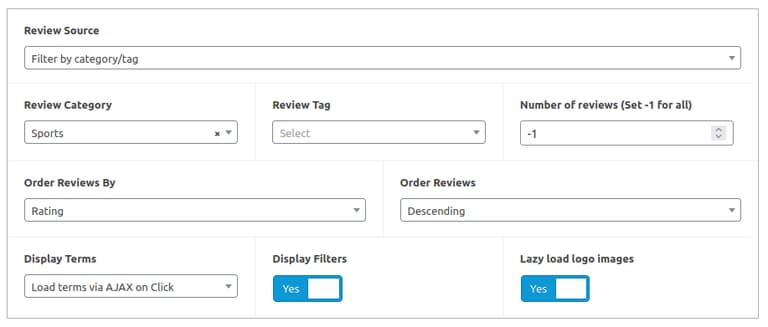 Review Source
Filter by category/tag
Review Category
Review Tag
Number of reviews (Set -1 for all)
Sports ×
Select
-1
Order Reviews By
Order Reviews
Rating
Descending
Display Terms
Display Filters
Lazy load logo images
Load terms via AJAX on Click
Yes
Yes